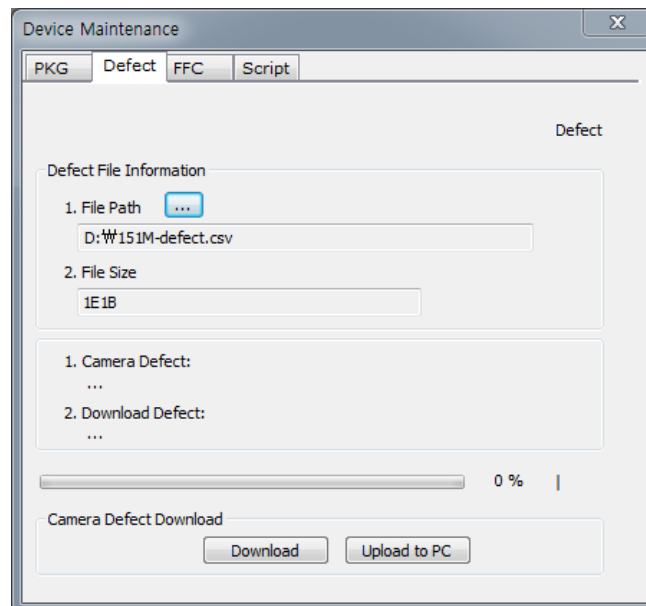 Device Maintenance
PKG Defect FFC Script
Defect
Defect File Information
1. File Path ...
D:₩151M-defect.csv
2. File Size
1E1B
1. Camera Defect:
...
2. Download Defect:
...
0 %
Camera Defect Download
Download Upload to PC